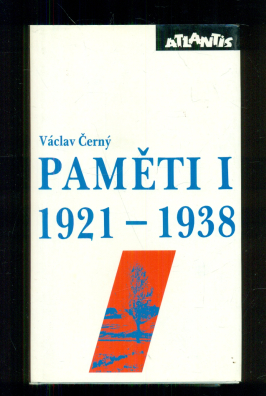 ATLANTIS
Václav Černý
PAMĚTI I
1921 – 1938